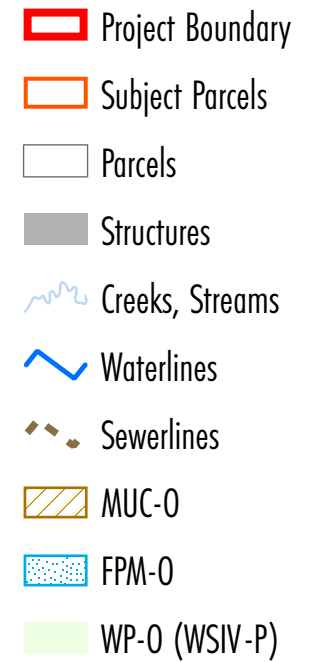 Project Boundary
Subject Parcels
Parcels
Structures
Creeks, Streams
Waterlines
Sewerlines
MUC-O
FPM-O
WP-O (WSIV-P)